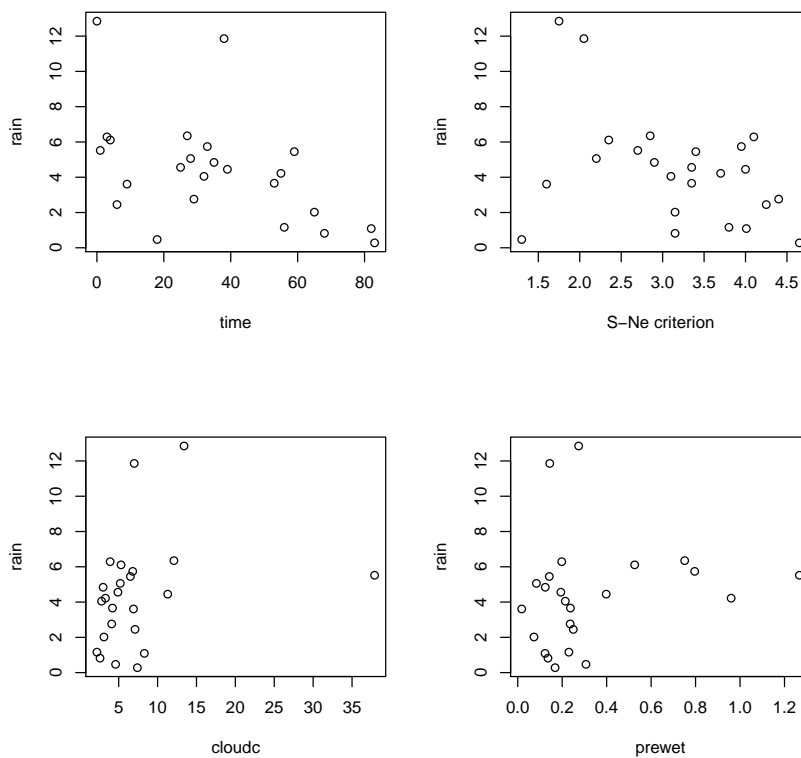 0 2 4 6 8 10 12
rain
0 20 40 60 80
time
0 2 4 6 8 10 12
rain
1.5 2.0 2.5 3.0 3.5 4.0 4.5
S−Ne criterion
0 2 4 6 8 10 12
rain
5 10 15 20 25 30 35
cloudc
0 2 4 6 8 10 12
rain
0.0 0.2 0.4 0.6 0.8 1.0 1.2
prewet